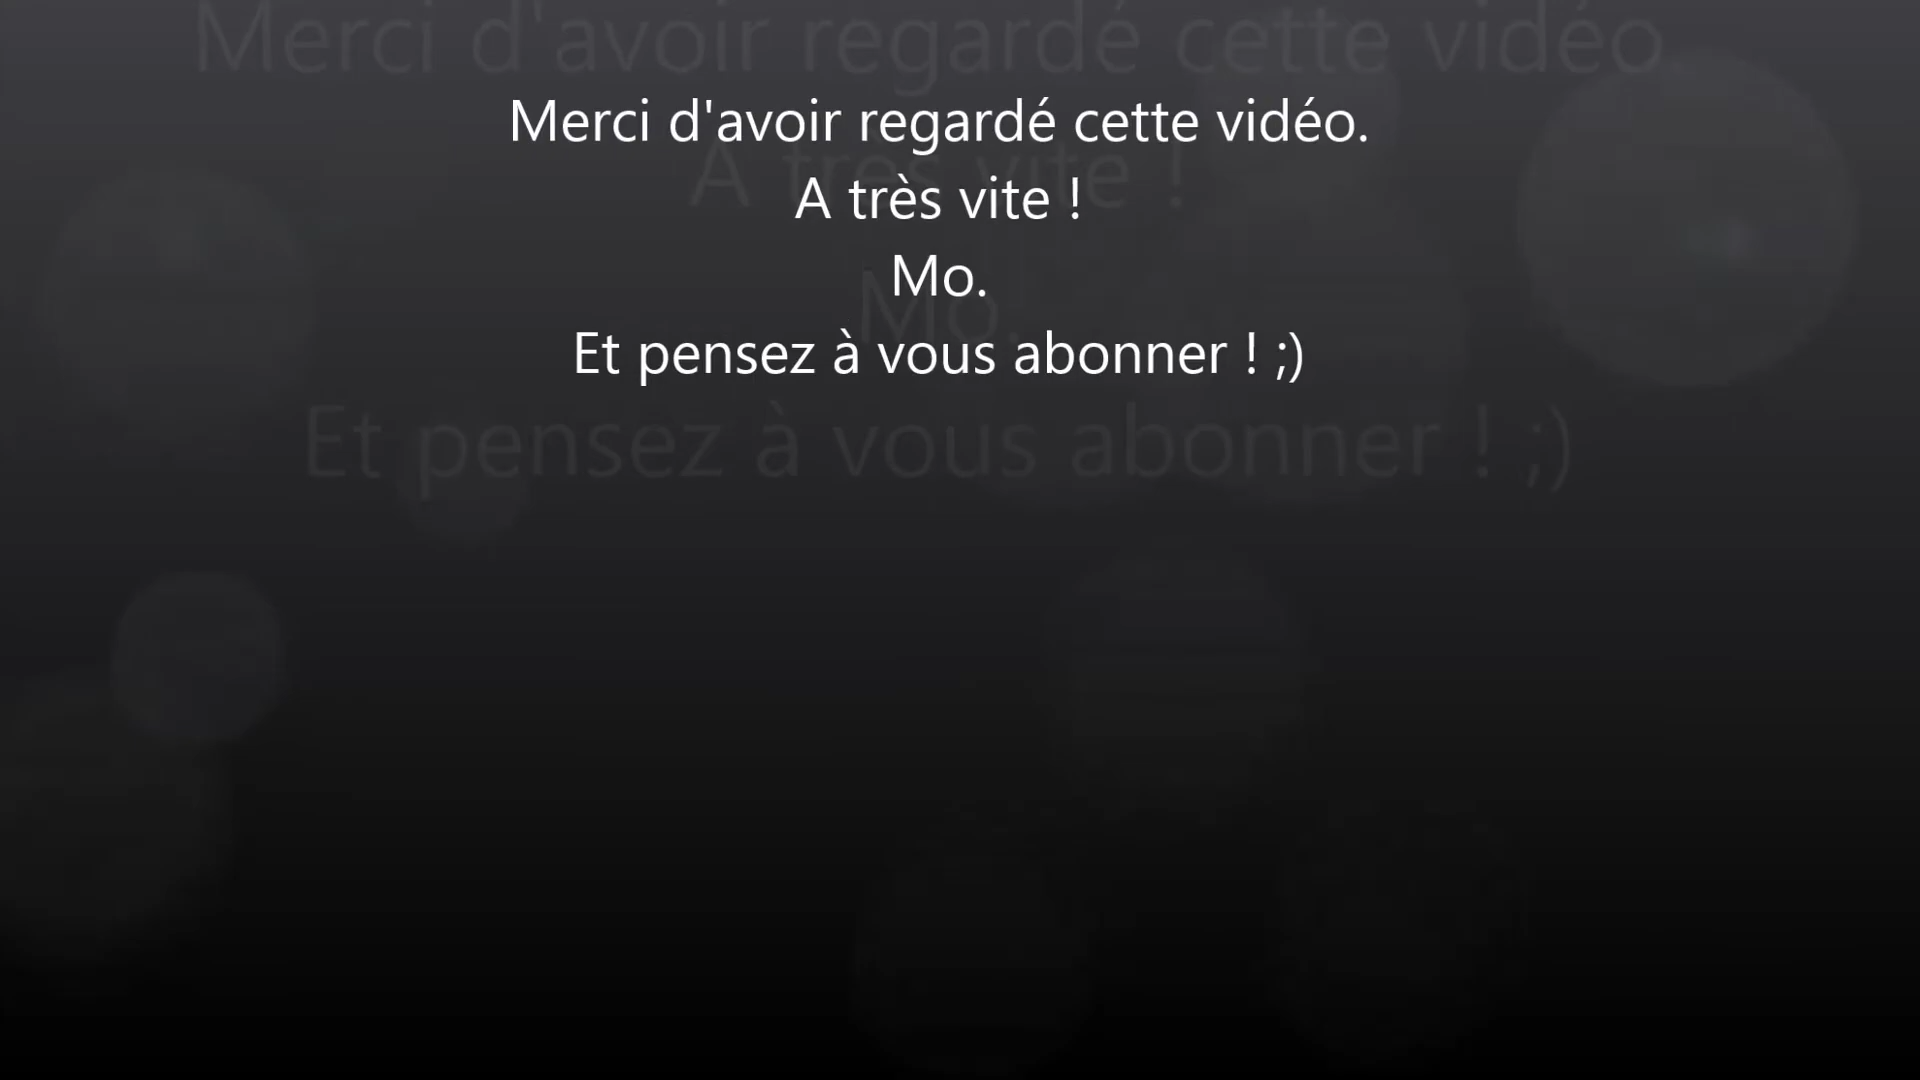 Merci d'avoir regardé cette vidéo.
A très vite !
Mo.
Et pensez à vous abonner ! ;)